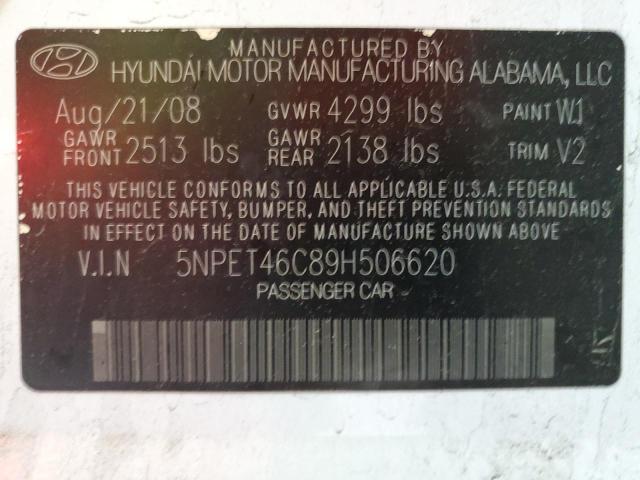 MANUFACTURED BY
HYUNDAI MOTOR MANUFACTURING ALABAMA, LLC
Aug/21/08 GVWR 4299 lbs PAINT W1
GAWR FRONT 2513 lbs GAWR REAR 2138 lbs TRIM V2
THIS VEHICLE CONFORMS TO ALL APPLICABLE U.S.A. FEDERAL
MOTOR VEHICLE SAFETY, BUMPER, AND THEFT PREVENTION STANDARDS
IN EFFECT ON THE DATE OF MANUFACTURE SHOWN ABOVE
V.I.N 5NPET46C89H506620
PASSENGER CAR